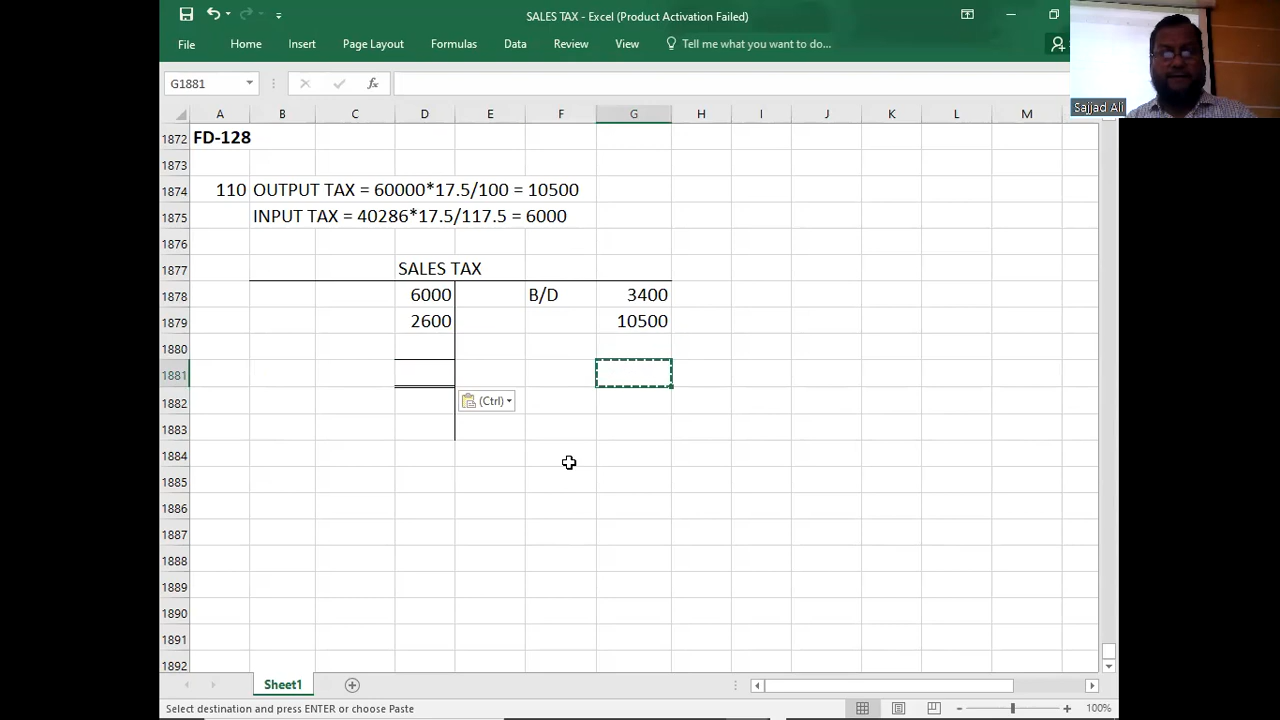 SALES TAX - Excel (Product Activation Failed)
File Home Insert Page Layout Formulas Data Review View Tell me what you want to do...
G1881 fx
Sajjad Ali
A B C D E F G H I J K L M
1872 FD-128
1873
1874 110 OUTPUT TAX = 60000*17.5/100 = 10500
1875 INPUT TAX = 40286*17.5/117.5 = 6000
1876
1877 SALES TAX
1878 6000 B/D 3400
1879 2600 10500
1880
1881
1882 (Ctrl)
1883
1884
1885
1886
1887
1888
1889
1890
1891
1892
Sheet1
Select destination and press ENTER or choose Paste 100%